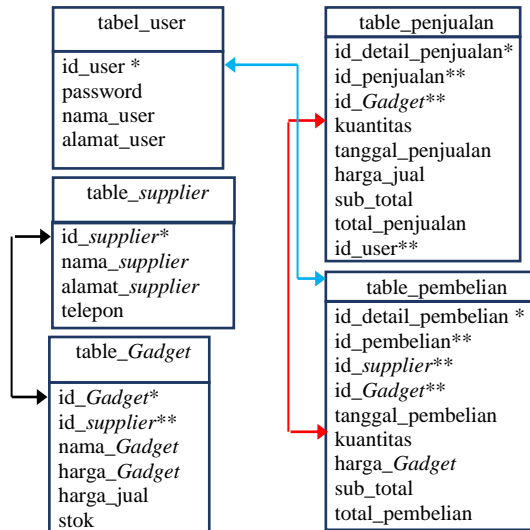 tabel_user
id_user *
password
nama_user
alamat_user
table_supplier
id_supplier*
nama_supplier
alamat_supplier
telepon
table_Gadget
id_Gadget*
id_supplier**
nama_Gadget
harga_Gadget
harga_jual
stok
table_penjualan
id_detail_penjualan*
id_penjualan**
id_Gadget**
kuantitas
tanggal_penjualan
harga_jual
sub_total
total_penjualan
id_user**
table_pembelian
id_detail_pembelian *
id_pembelian**
id_supplier**
id_Gadget**
tanggal_pembelian
kuantitas
harga_Gadget
sub_total
total_pembelian